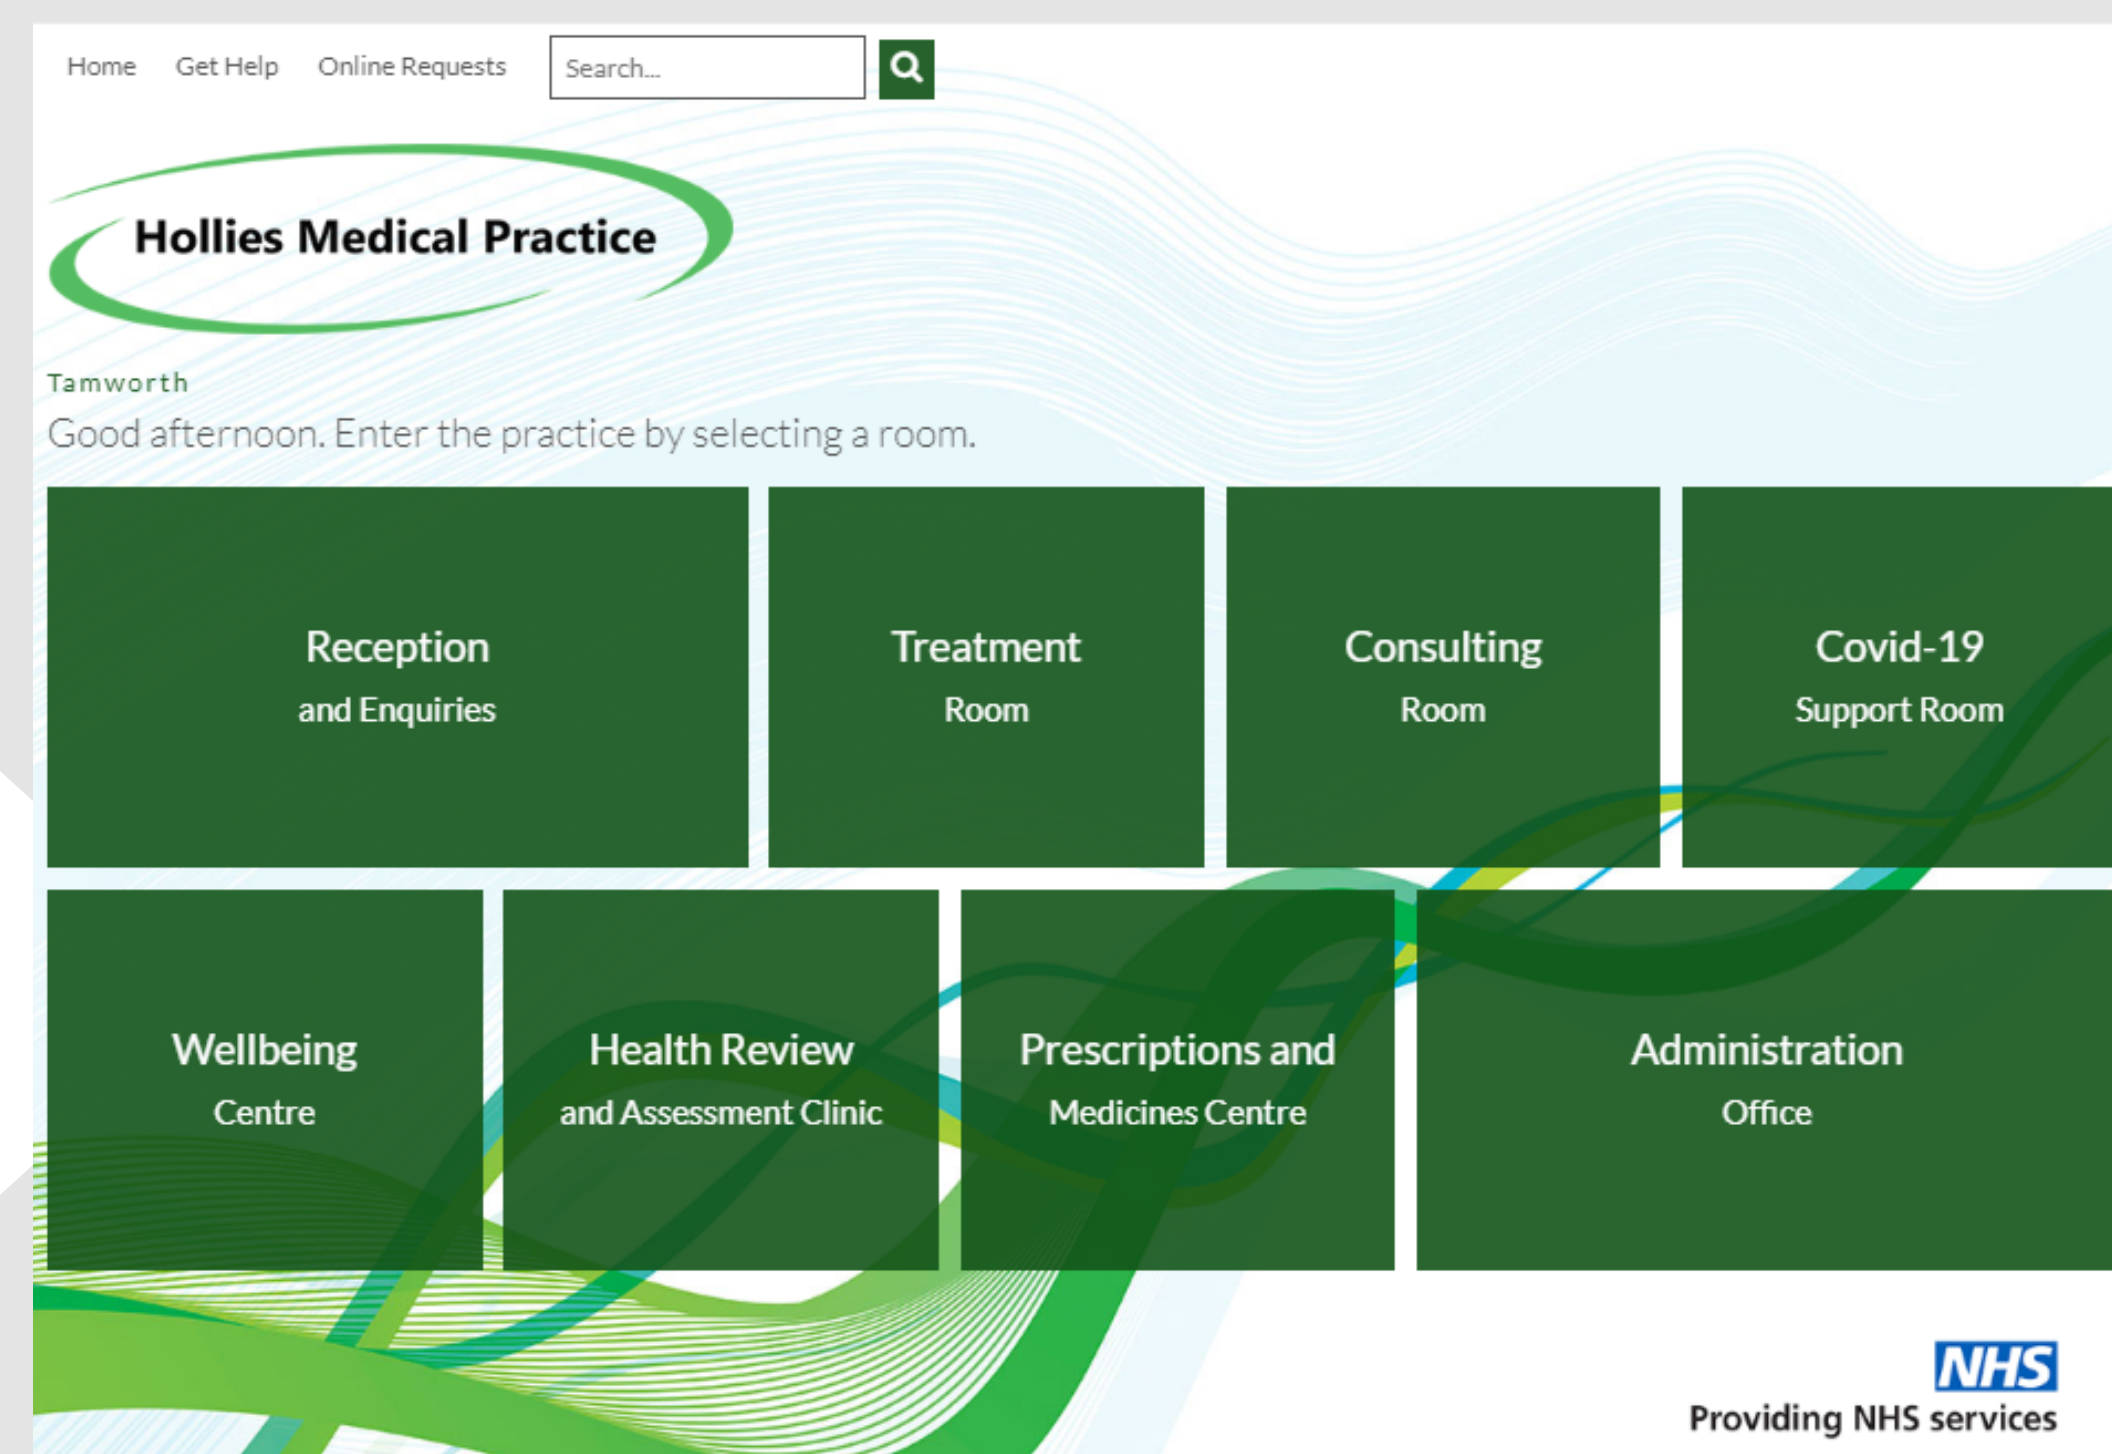 Home Get Help Online Requests Search...
Hollies Medical Practice
Tamworth
Good afternoon. Enter the practice by selecting a room.
Reception
and Enquiries
Treatment
Room
Consulting
Room
Covid-19
Support Room
Wellbeing
Centre
Health Review
and Assessment Clinic
Prescriptions and
Medicines Centre
Administration
Office
NHS
Providing NHS services